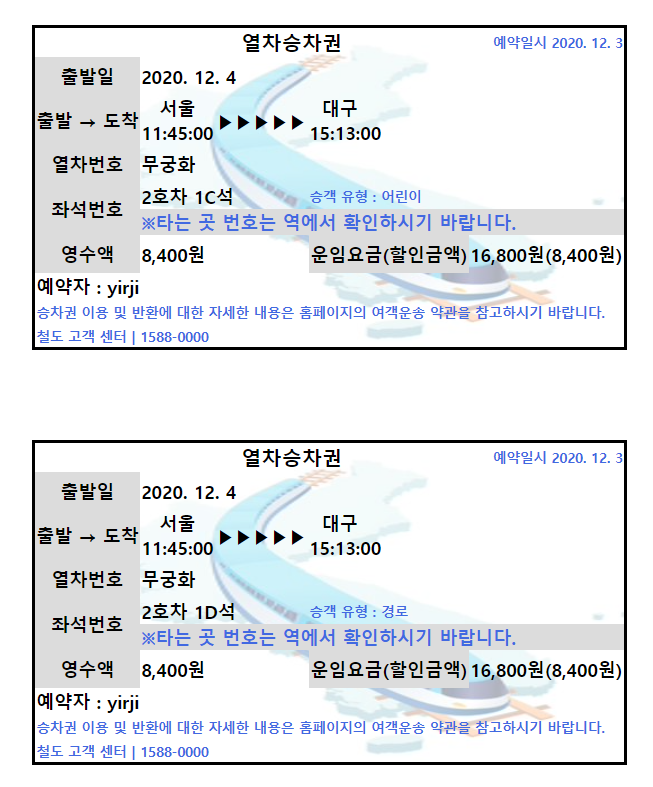 열차승차권 예약일시 2020. 12. 3
출발일 2020. 12. 4
서울 대구
출발 → 도착 ▶▶▶▶▶
11:45:00 15:13:00
열차번호 무궁화
2호차 1C석 승객 유형 : 어린이
좌석번호
※타는 곳 번호는 역에서 확인하시기 바랍니다.
영수액 8,400원 운임요금(할인금액) 16,800원(8,400원)
예약자 : yirji
승차권 이용 및 반환에 대한 자세한 내용은 홈페이지의 여객운송 약관을 참고하시기 바랍니다.
철도 고객 센터 | 1588-0000
열차승차권 예약일시 2020. 12. 3
출발일 2020. 12. 4
서울 대구
출발 → 도착 ▶▶▶▶▶
11:45:00 15:13:00
열차번호 무궁화
2호차 1D석 승객 유형 : 경로
좌석번호
※타는 곳 번호는 역에서 확인하시기 바랍니다.
영수액 8,400원 운임요금(할인금액) 16,800원(8,400원)
예약자 : yirji
승차권 이용 및 반환에 대한 자세한 내용은 홈페이지의 여객운송 약관을 참고하시기 바랍니다.
철도 고객 센터 | 1588-0000